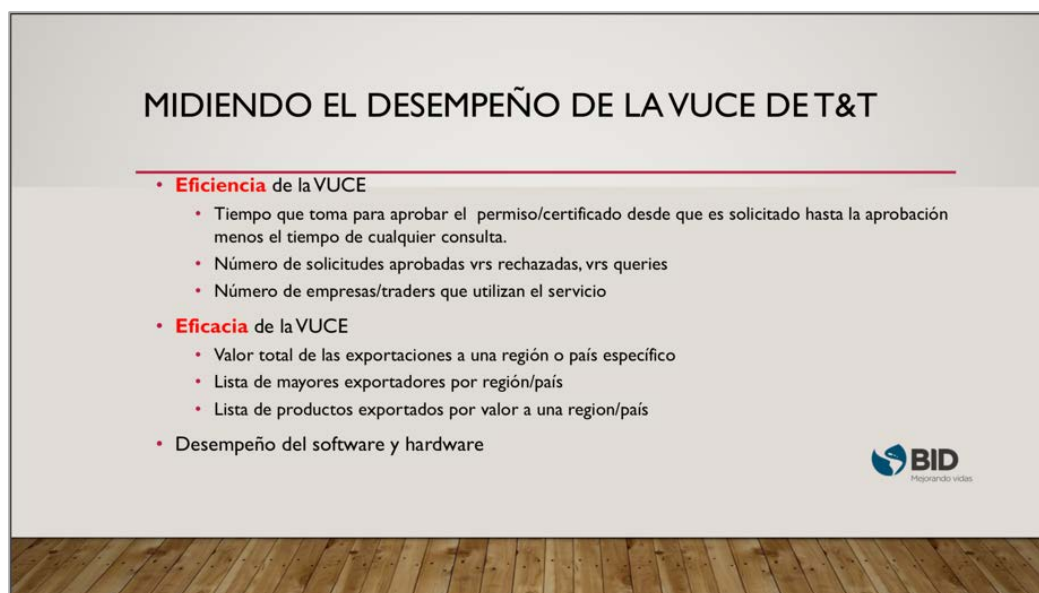 MIDIENDO EL DESEMPEÑO DE LA VUCE DE T&T
• Eficiencia de la VUCE
• Tiempo que toma para aprobar el permiso/certificado desde que es solicitado hasta la aprobación
menos el tiempo de cualquier consulta.
• Número de solicitudes aprobadas vrs rechazadas, vrs queries
• Número de empresas/traders que utilizan el servicio
• Eficacia de la VUCE
• Valor total de las exportaciones a una región o país específico
• Lista de mayores exportadores por región/país
• Lista de productos exportados por valor a una region/país
• Desempeño del software y hardware
BID
Mejorando vidas